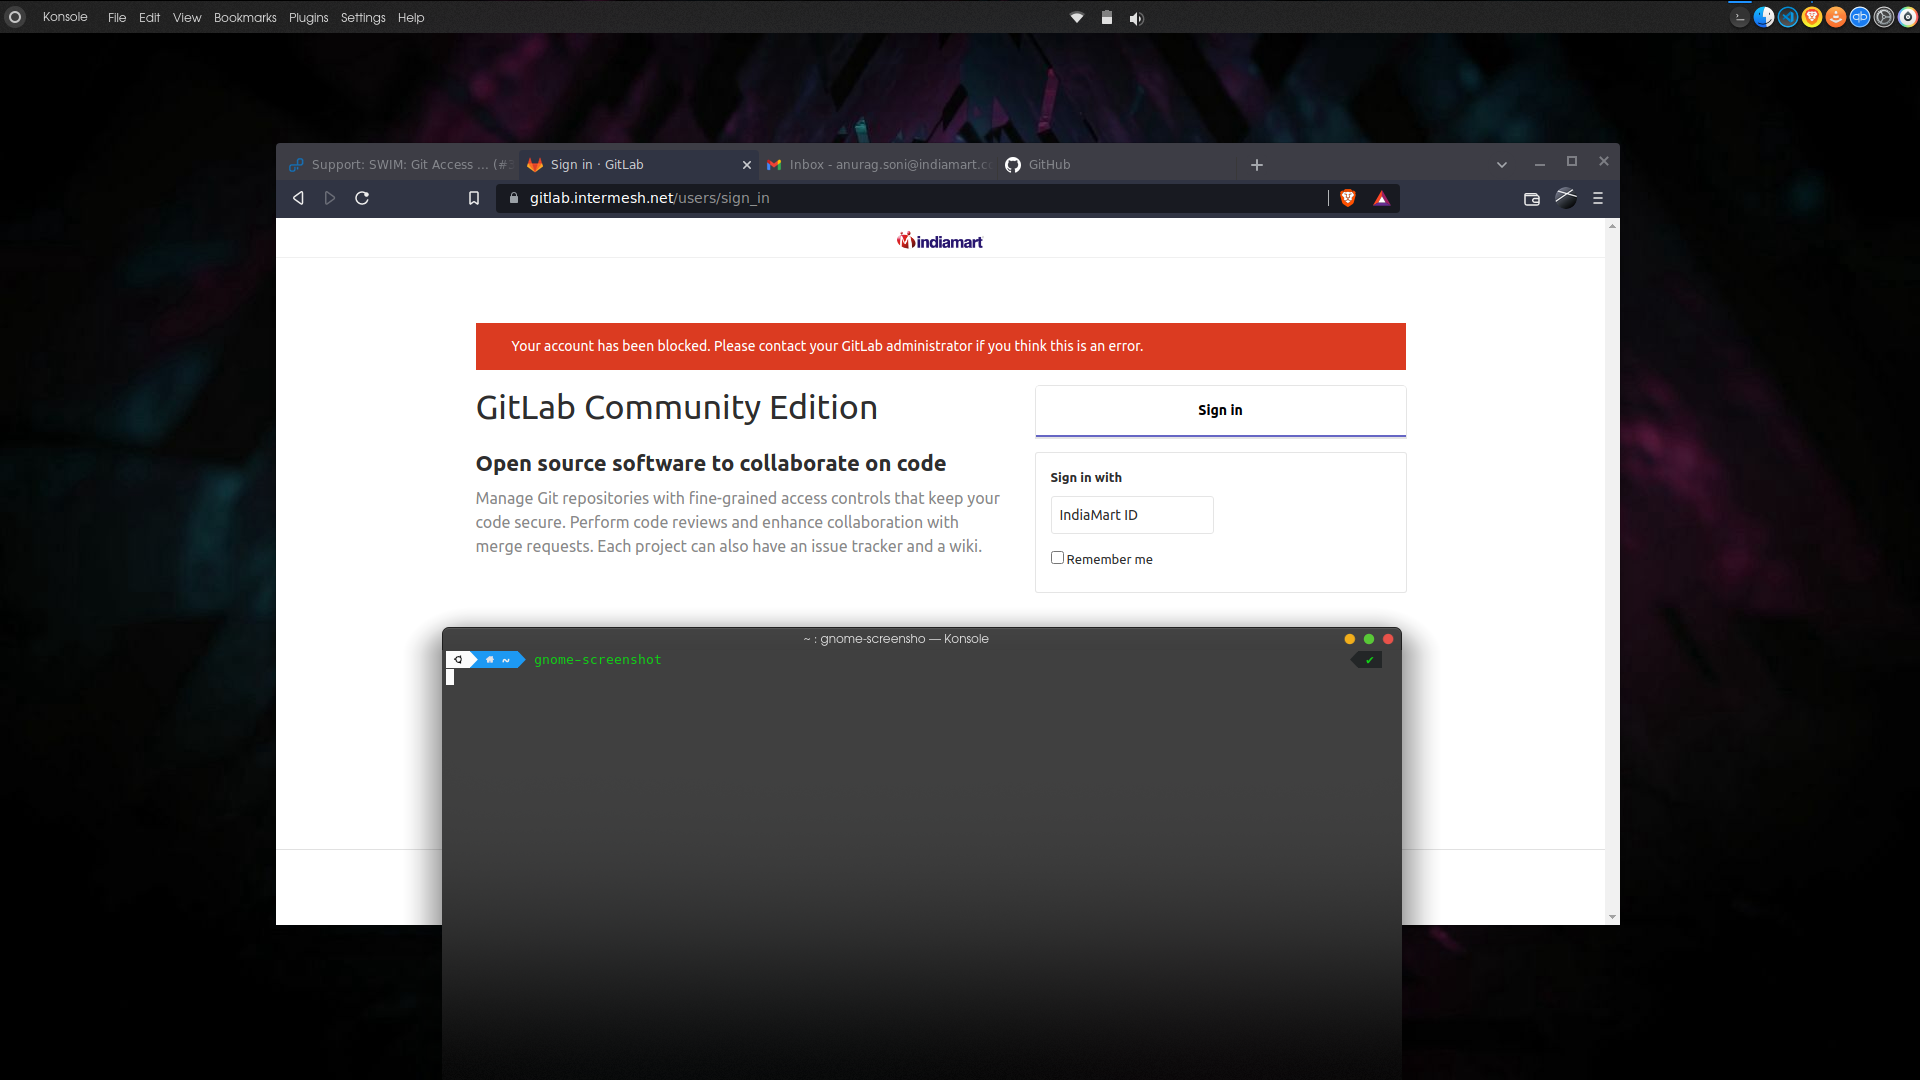 Konsole File Edit View Bookmarks Plugins Settings Help
Support: SWIM: Git Access ... (#
Sign in · GitLab
Inbox - anurag.soni@indiamart.c
GitHub
gitlab.intermesh.net/users/sign_in
indiamart
Your account has been blocked. Please contact your GitLab administrator if you think this is an error.
GitLab Community Edition
Open source software to collaborate on code
Manage Git repositories with fine-grained access controls that keep your
code secure. Perform code reviews and enhance collaboration with
merge requests. Each project can also have an issue tracker and a wiki.
Sign in
Sign in with
IndiaMart ID
Remember me
~ : gnome-screensho — Konsole
~ gnome-screenshot